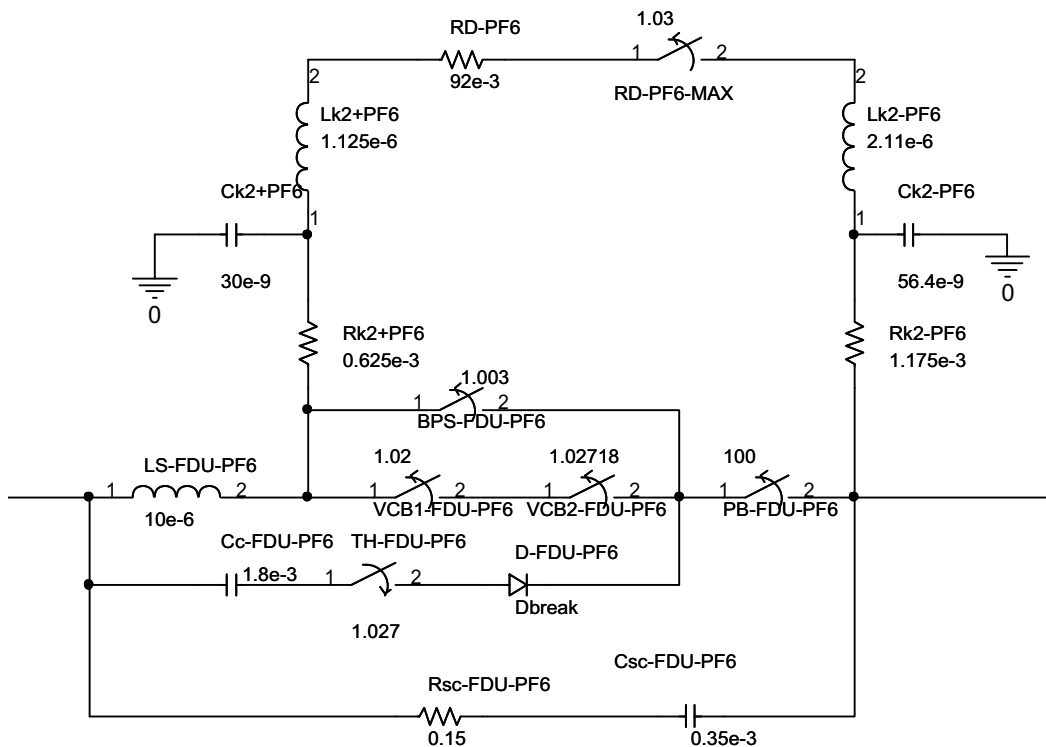 RD-PF6
1.03
1
2
92e-3
RD-PF6-MAX
2
2
Lk2+PF6
1.125e-6
Lk2-PF6
2.11e-6
Ck2+PF6
Ck2-PF6
1
1
30e-9
56.4e-9
0
0
Rk2+PF6
0.625e-3
Rk2-PF6
1.175e-3
1.003
1
2
BPS-FDU-PF6
LS-FDU-PF6
1.02
1.02718
100
1
2
1
2
1
2
1
2
VCB1-FDU-PF6
VCB2-FDU-PF6
PB-FDU-PF6
10e-6
Cc-FDU-PF6
TH-FDU-PF6
D-FDU-PF6
1.8e-3
1
2
Dbreak
1.027
Csc-FDU-PF6
Rsc-FDU-PF6
0.15
0.35e-3